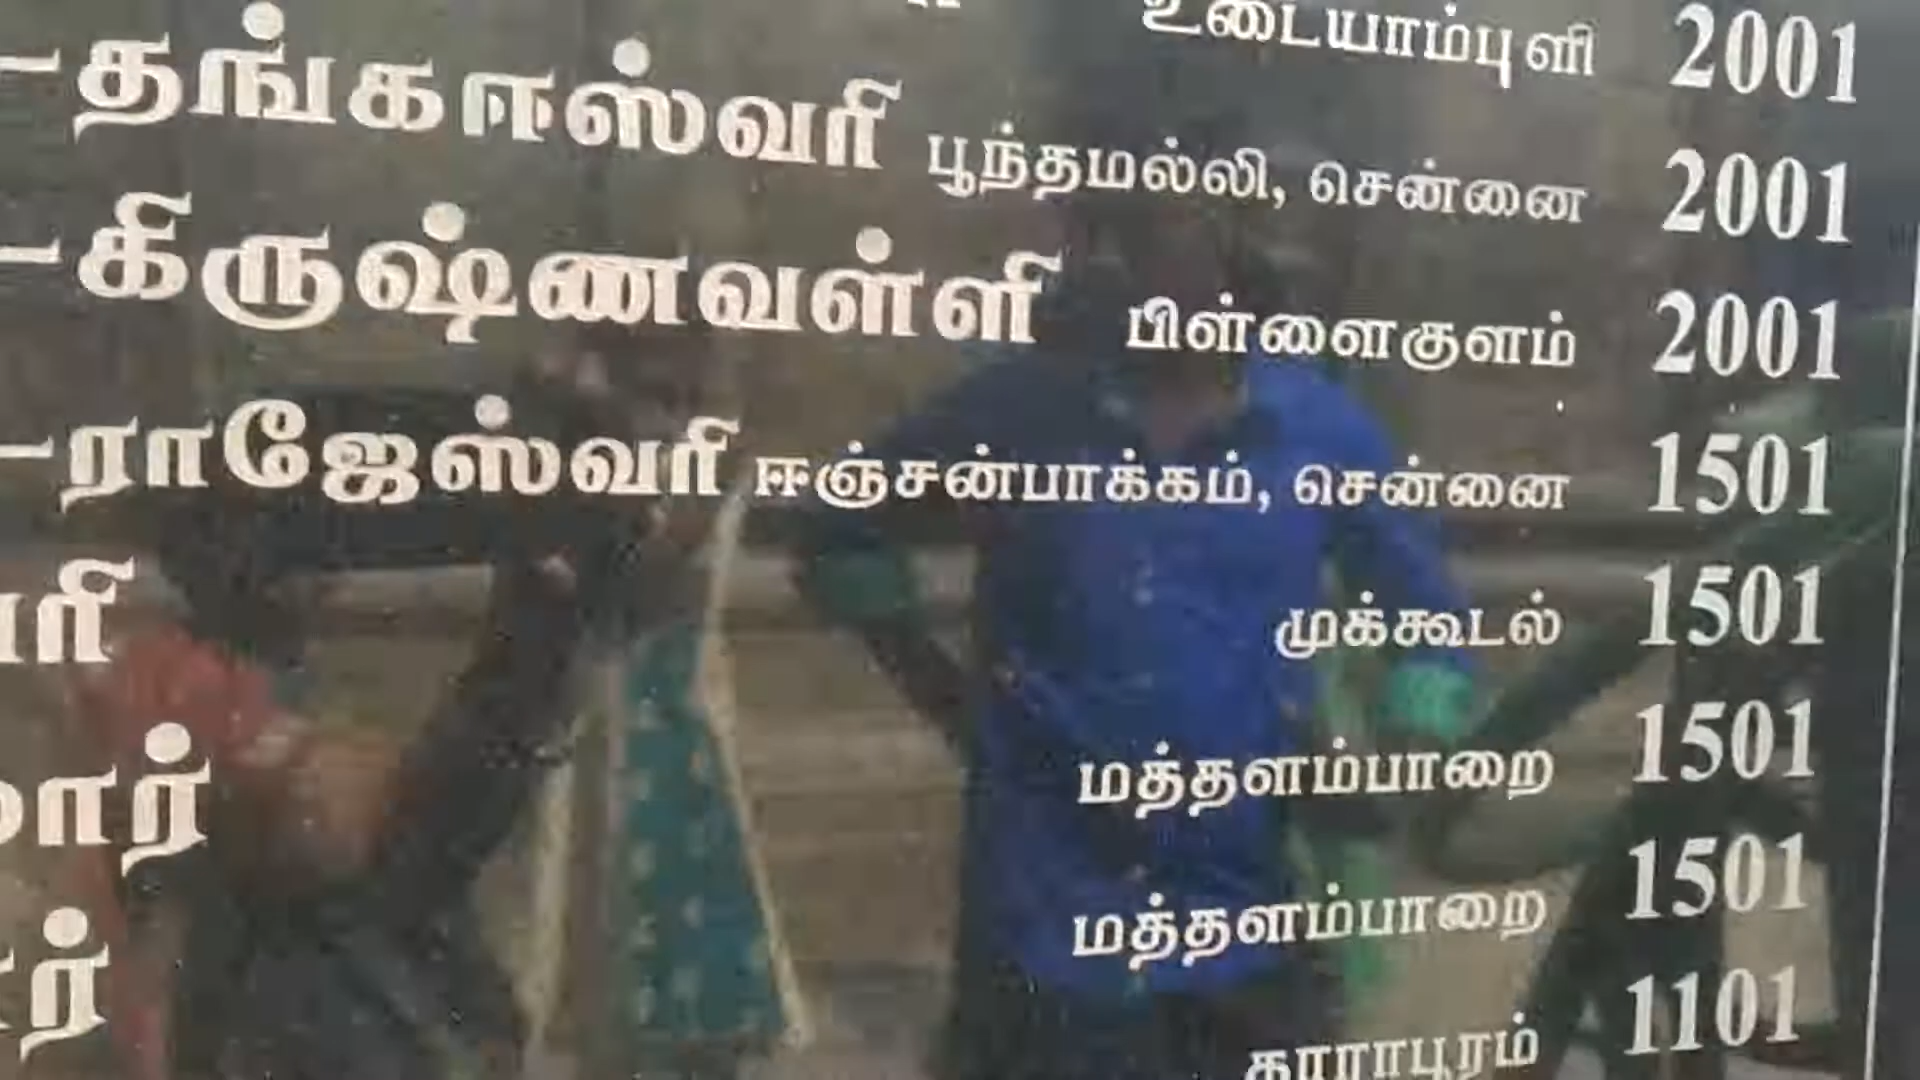 உடையாம்புளி 2001
–தங்கஈஸ்வரி பூந்தமல்லி, சென்னை 2001
–கிருஷ்ணவள்ளி பிள்ளைகுளம் 2001
–ராஜேஸ்வரி ஈஞ்சன்பாக்கம், சென்னை 1501
முக்கூடல் 1501
மத்தளம்பாறை 1501
மத்தளம்பாறை 1501
தாராபுரம் 1101